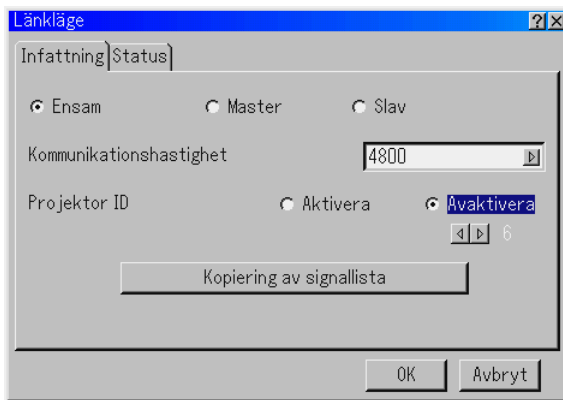 Länkläge
Infattning Status
Ensam Master Slav
Kommunikationshastighet 4800
Projektor ID Aktivera Avaktivera
6
Kopiering av signallista
OK Avbryt